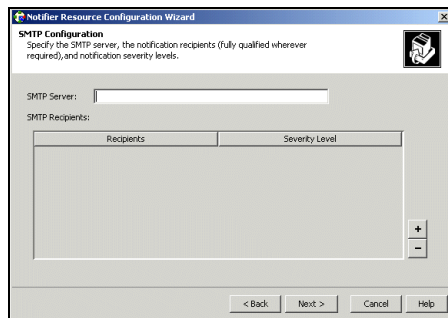 Notifier Resource Configuration Wizard
SMTP Configuration
Specify the SMTP server, the notification recipients (fully qualified wherever
required),and notification severity levels.
SMTP Server:
SMTP Recipients:
Recipients Severity Level
+
-
< Back Next > Cancel Help